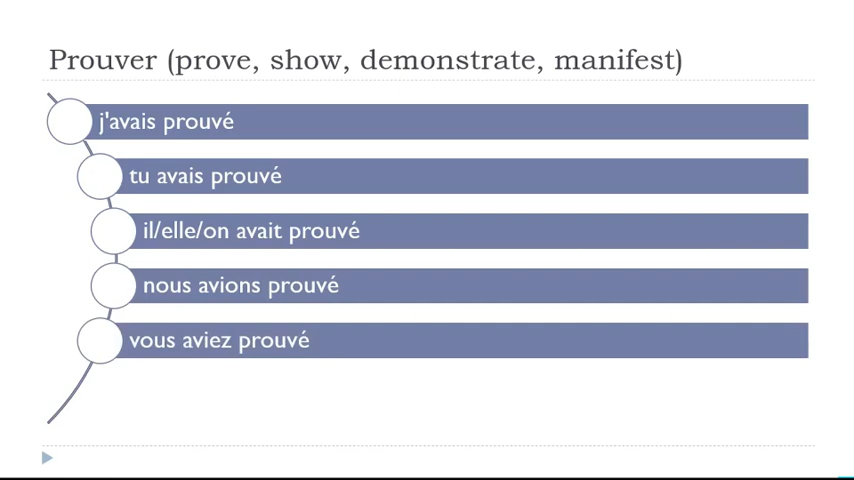 Prouver (prove, show, demonstrate, manifest)
j'avais prouvé
tu avais prouvé
il/elle/on avait prouvé
nous avions prouvé
vous aviez prouvé